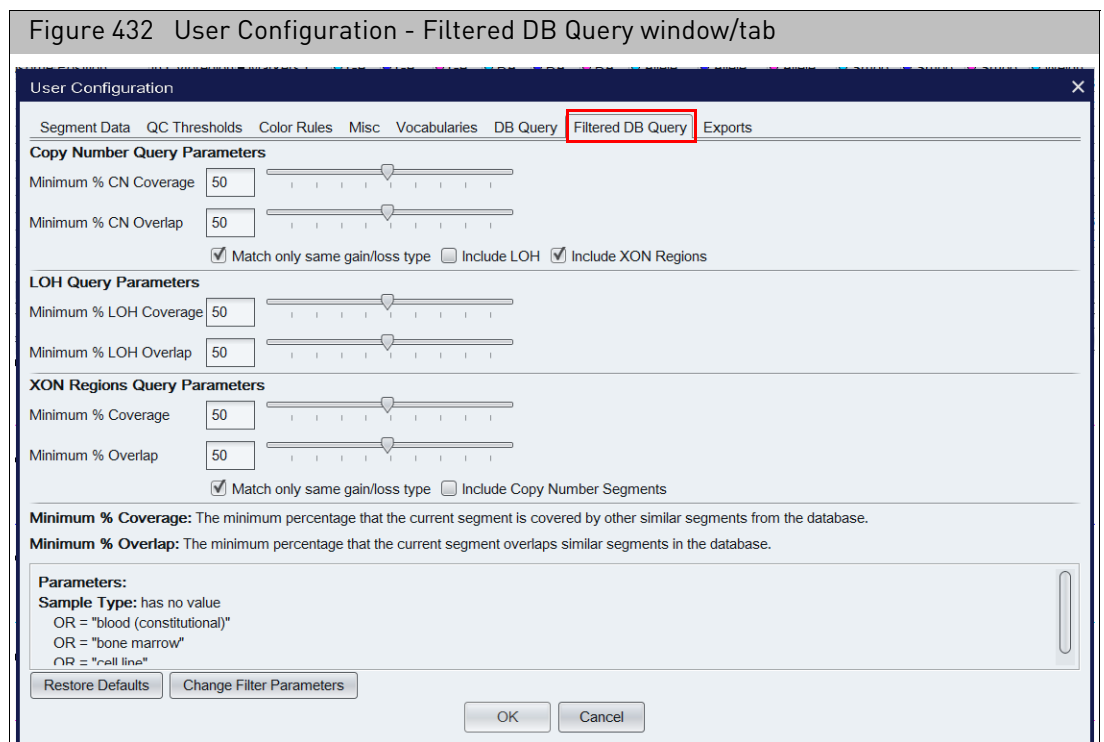 Figure 432 User Configuration - Filtered DB Query window/tab
User Configuration
Segment Data QC Thresholds Color Rules Misc Vocabularies DB Query Filtered DB Query Exports
Copy Number Query Parameters
Minimum % CN Coverage 50
Minimum % CN Overlap 50
Match only same gain/loss type Include LOH Include XON Regions
LOH Query Parameters
Minimum % LOH Coverage 50
Minimum % LOH Overlap 50
XON Regions Query Parameters
Minimum % Coverage 50
Minimum % Overlap 50
Match only same gain/loss type Include Copy Number Segments
Minimum % Coverage: The minimum percentage that the current segment is covered by other similar segments from the database.
Minimum % Overlap: The minimum percentage that the current segment overlaps similar segments in the database.
Parameters:
Sample Type: has no value
OR = "blood (constitutional)"
OR = "bone marrow"
OR = "cell line"
Restore Defaults Change Filter Parameters
OK Cancel